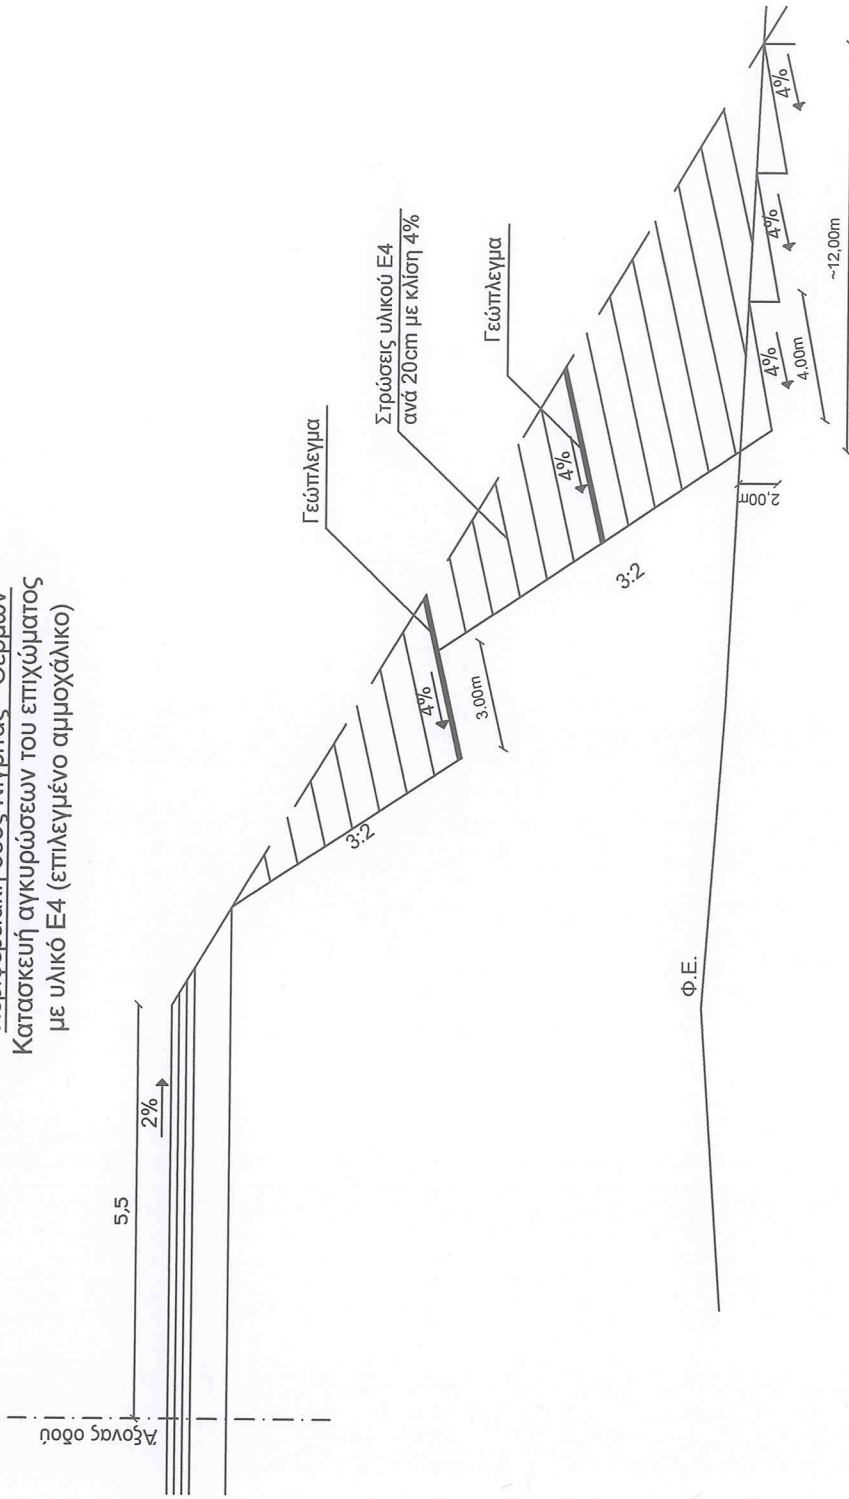 Κατασκευή αγκυρώσεων του επιχώματος
με υλικό Ε4 (επιλεγμένο αμμοχάλικο)
Άξονας οδού
5,5
2%
3:2
Γεώπλεγμα
4%
3.00m
Στρώσεις υλικού Ε4
ανά 20cm με κλίση 4%
Γεώπλεγμα
4%
3:2
Φ.Ε.
2,00m
4%
4.00m
4%
4%
~12,00m